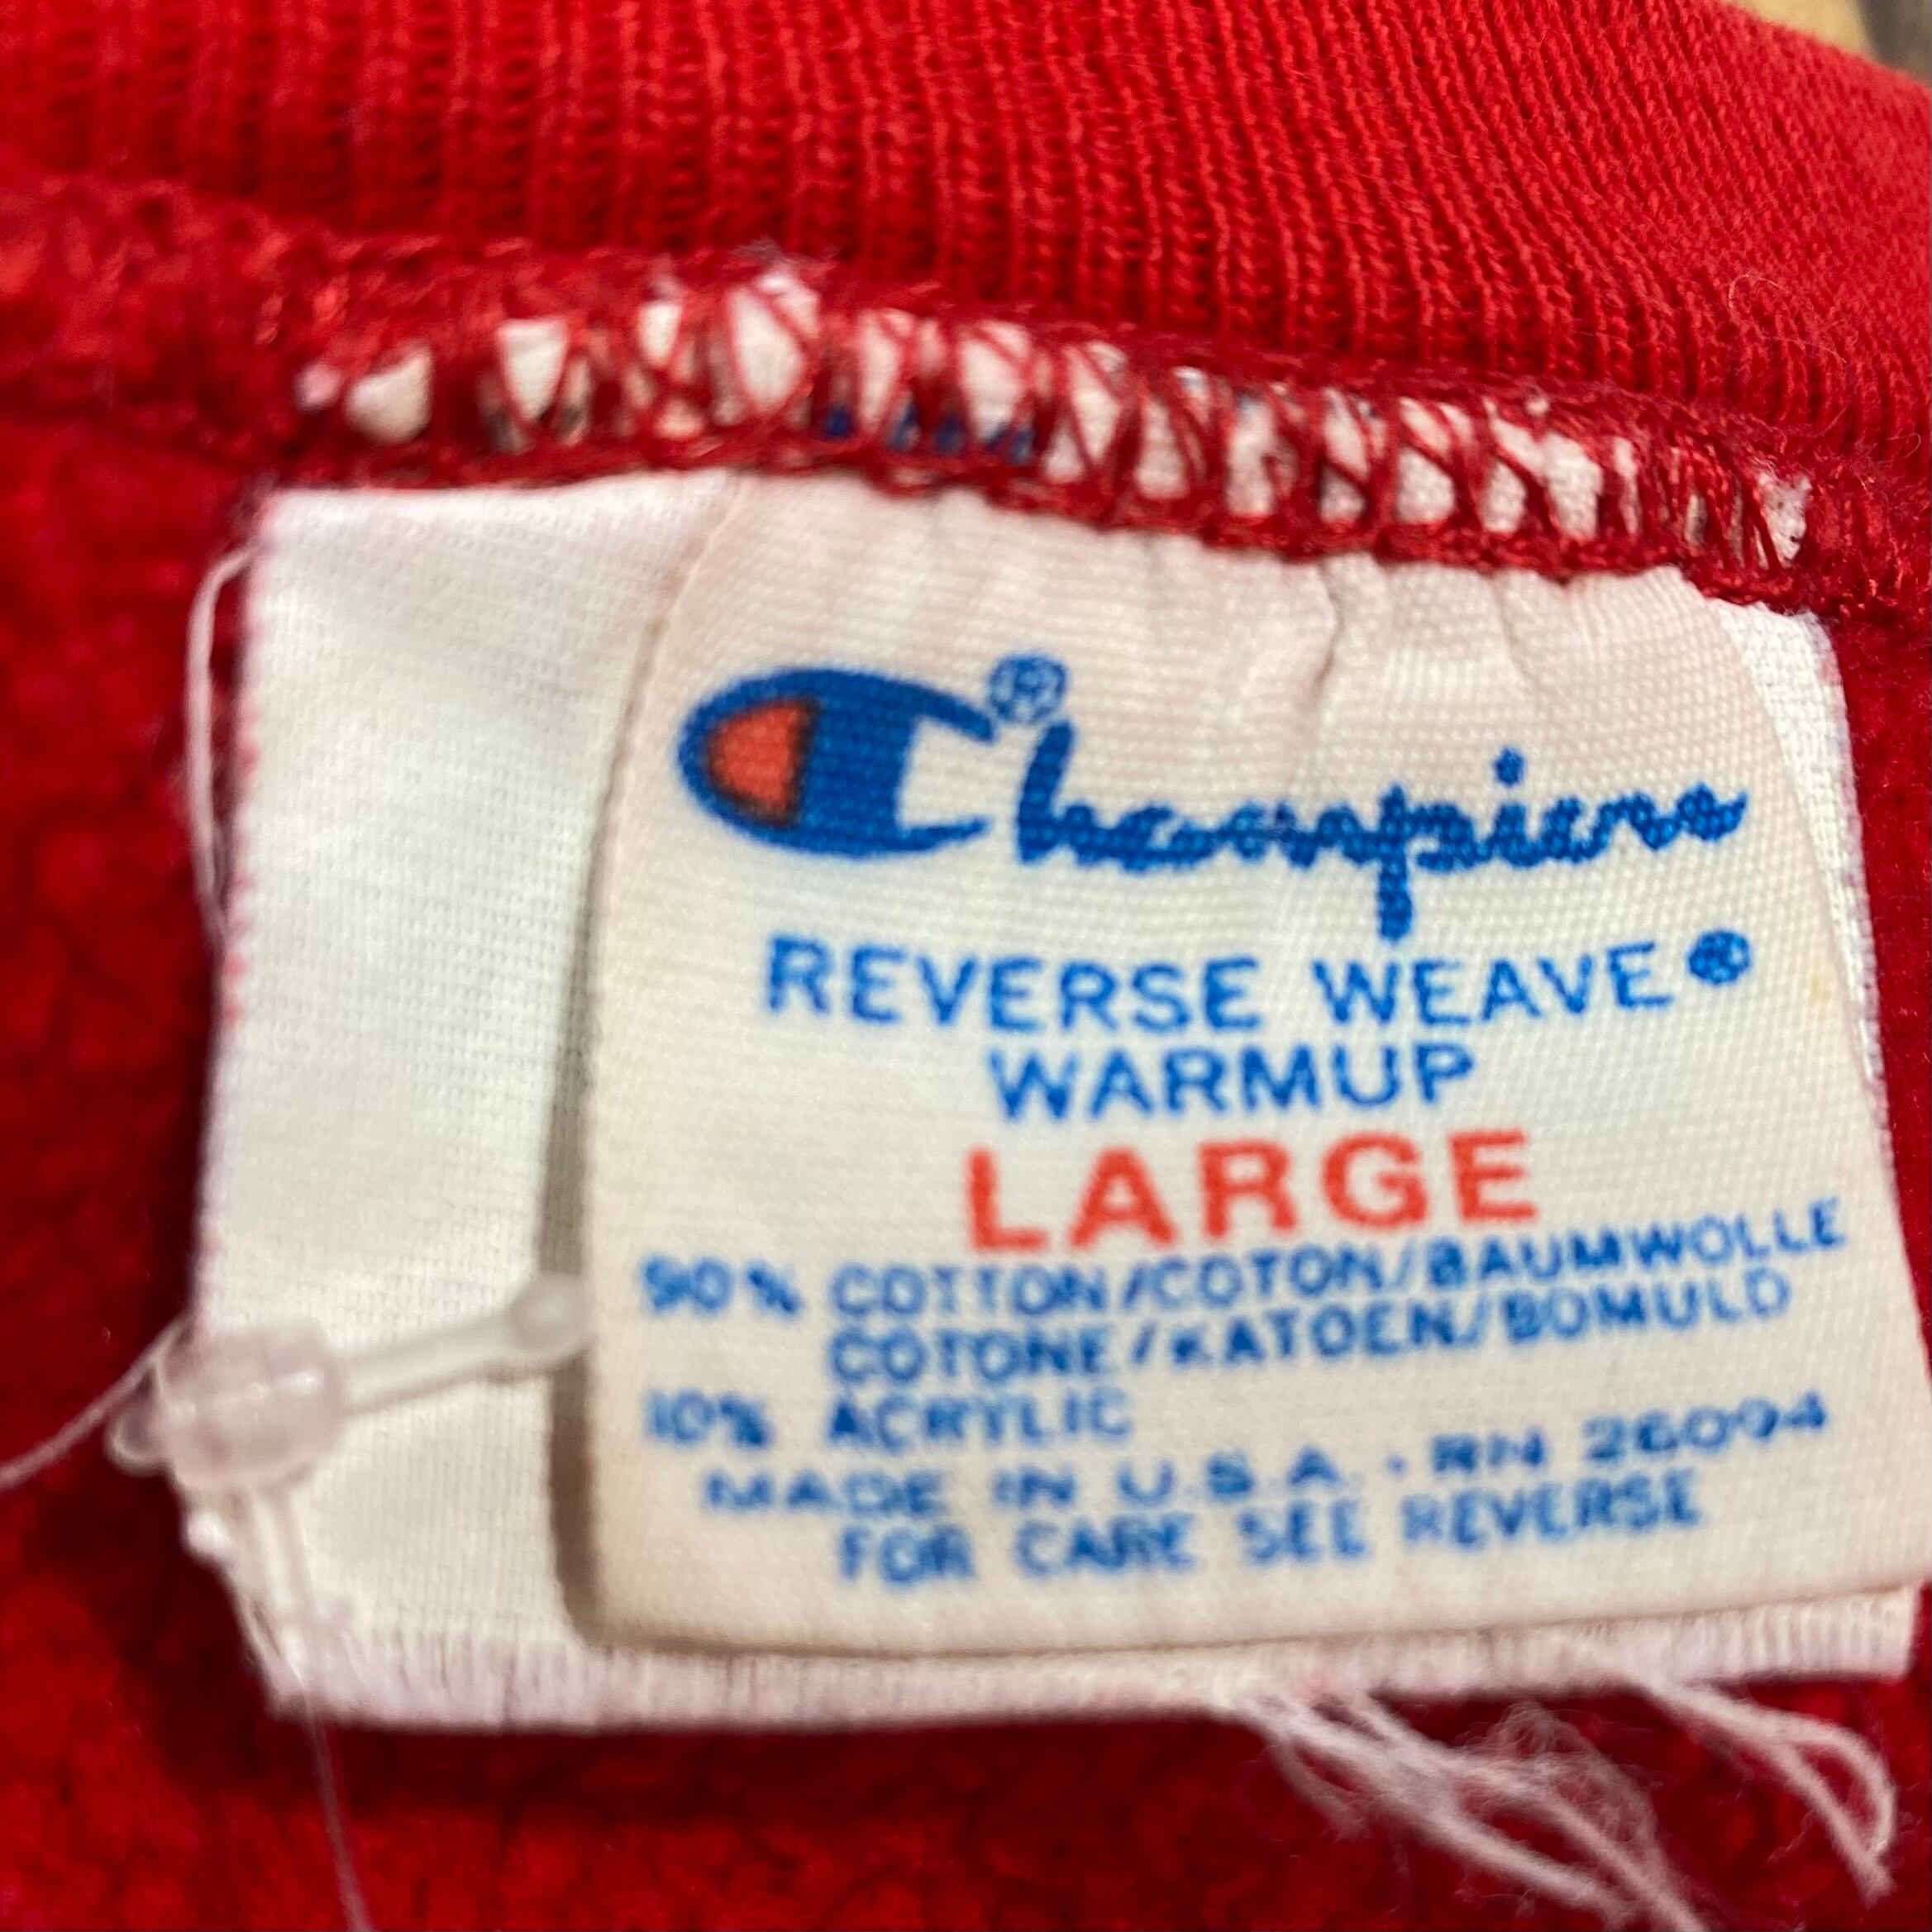 Champion®
REVERSE WEAVE®
WARMUP
LARGE
90% COTTON/COTON/BAUMWOLLE
COTONE/KATOEN/BOMULD
10% ACRYLIC
MADE IN U.S.A. · RN 26094
FOR CARE SEE REVERSE